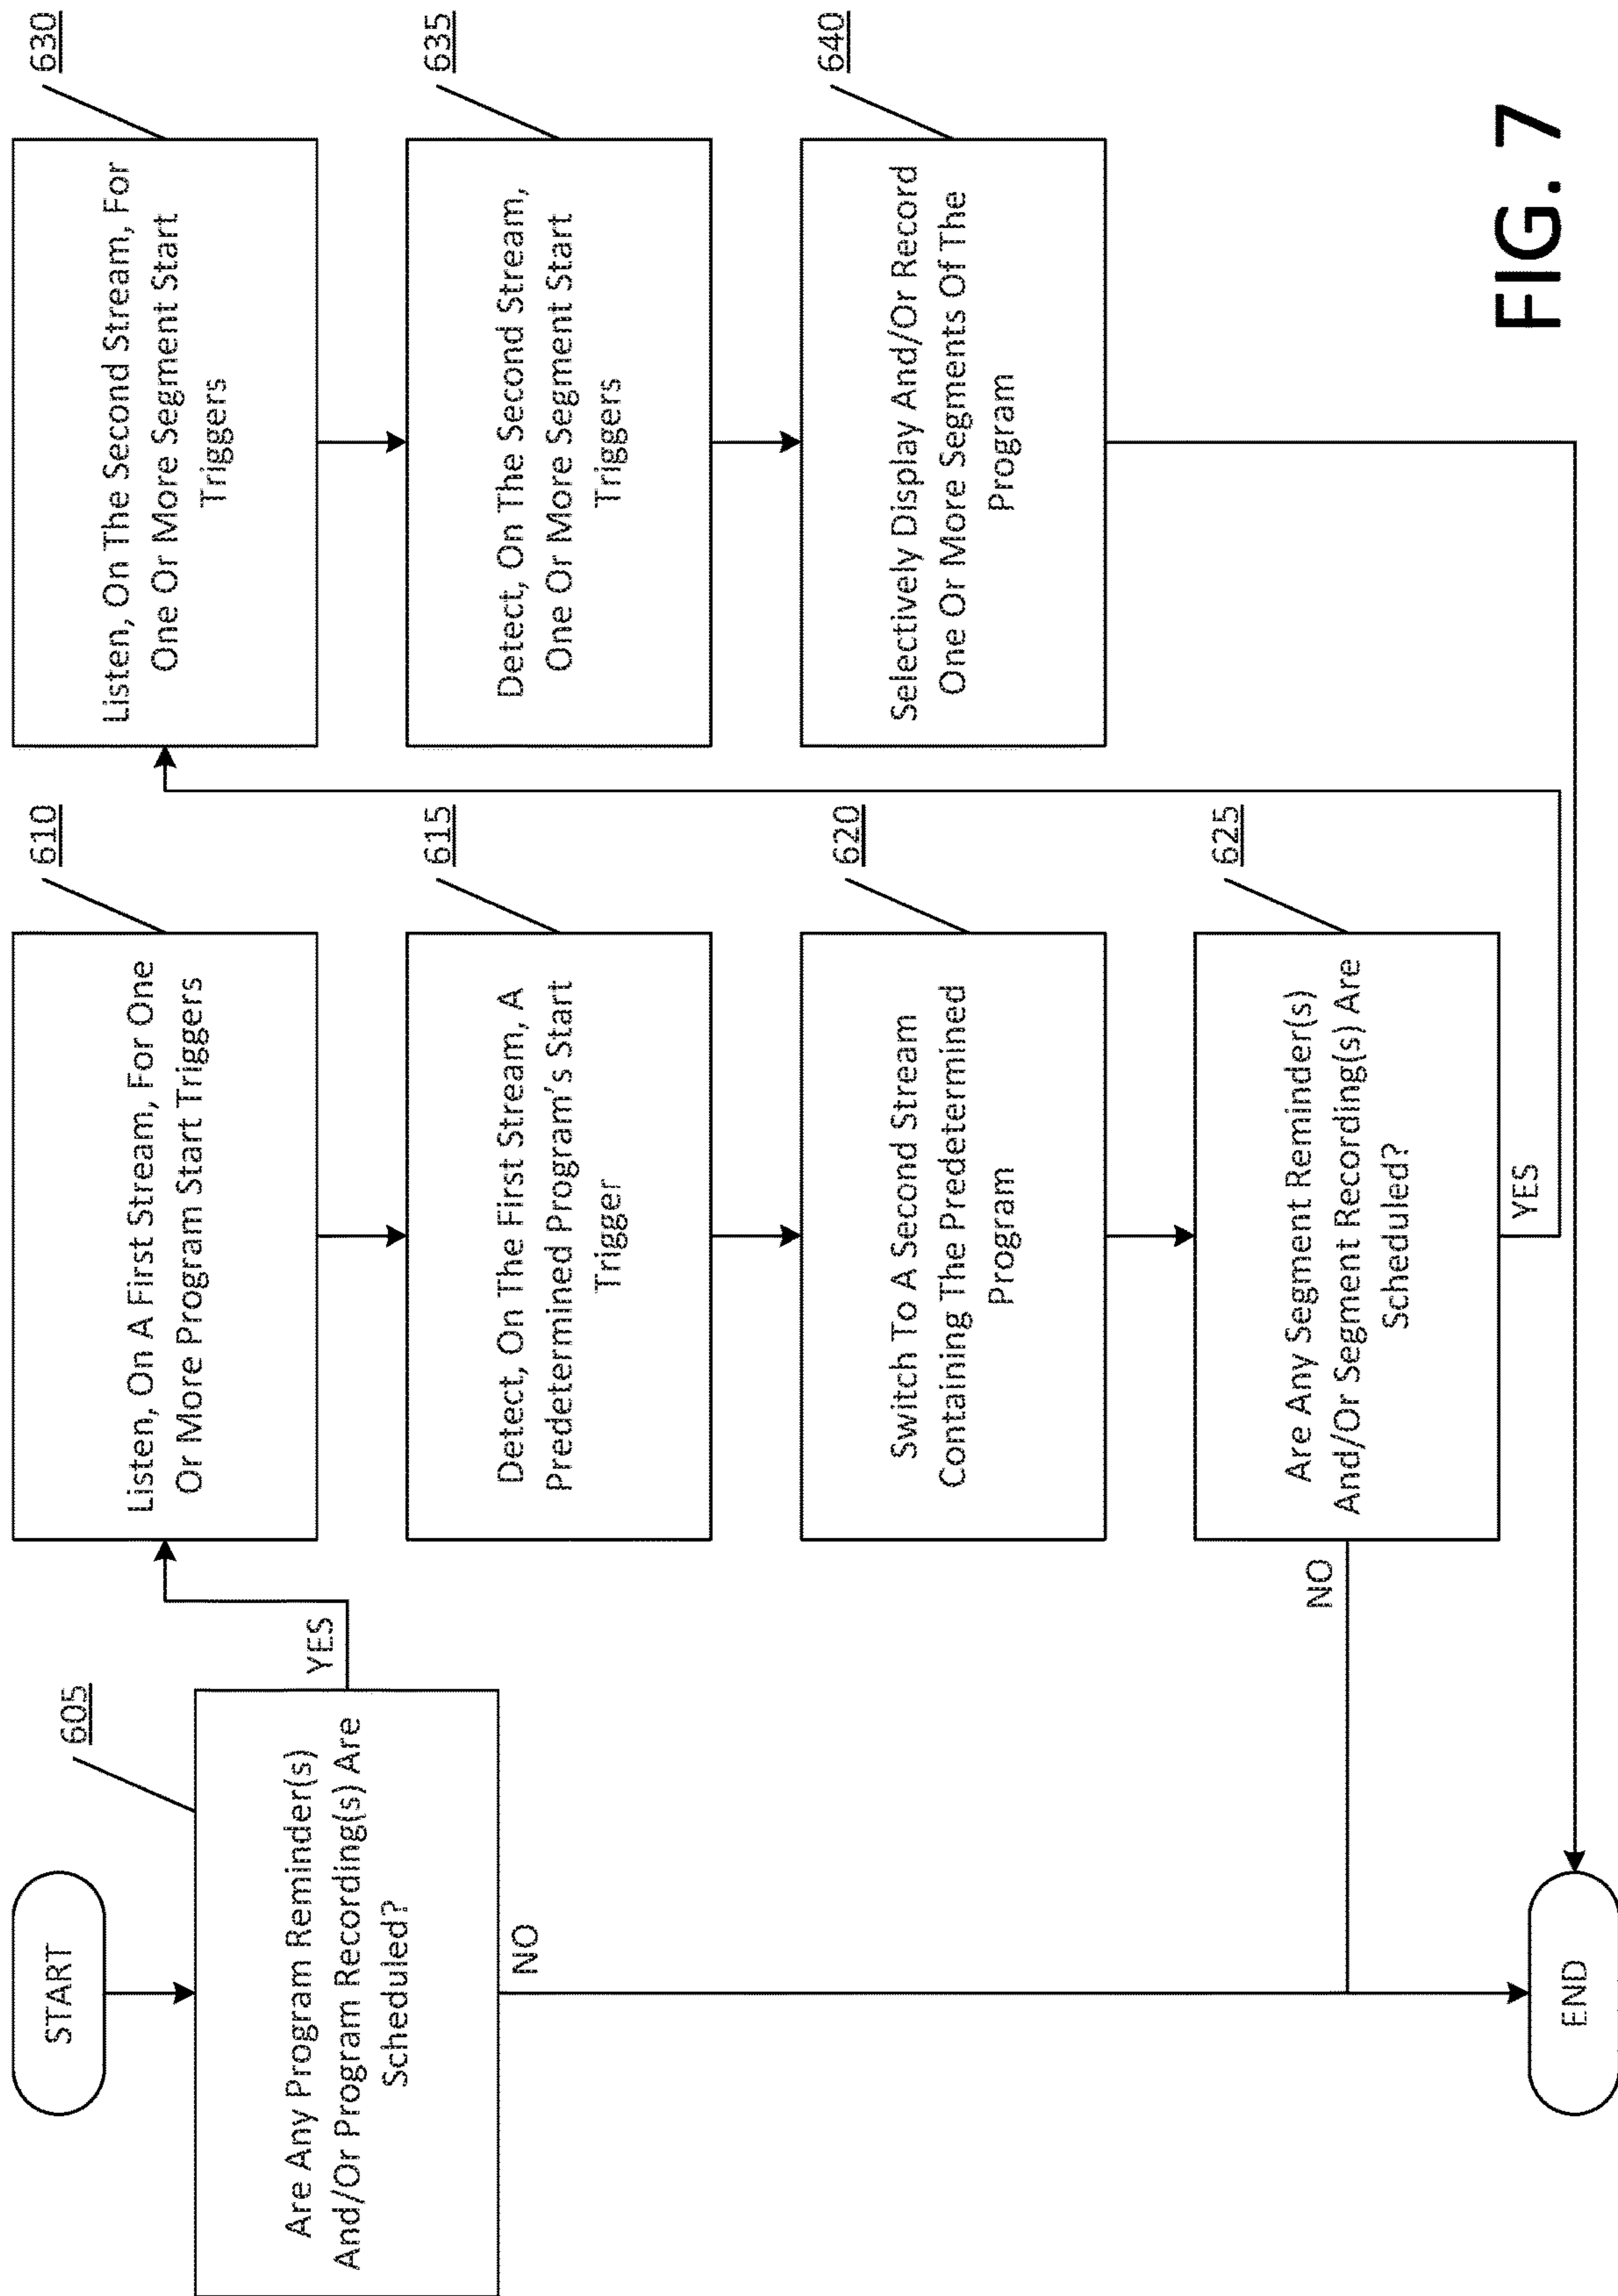 START
605
Are Any Program Reminder(s)
And/Or Program Recording(s) Are
Scheduled?
YES
NO
610
Listen, On A First Stream, For One
Or More Program Start Triggers
615
Detect, On The First Stream, A
Predetermined Program's Start
Trigger
620
Switch To A Second Stream
Containing The Predetermined
Program
625
Are Any Segment Reminder(s)
And/Or Segment Recording(s) Are
Scheduled?
NO
YES
630
Listen, On The Second Stream, For
One Or More Segment Start
Triggers
635
Detect, On The Second Stream,
One Or More Segment Start
Triggers
640
Selectively Display And/Or Record
One Or More Segments Of The
Program
END
FIG. 7